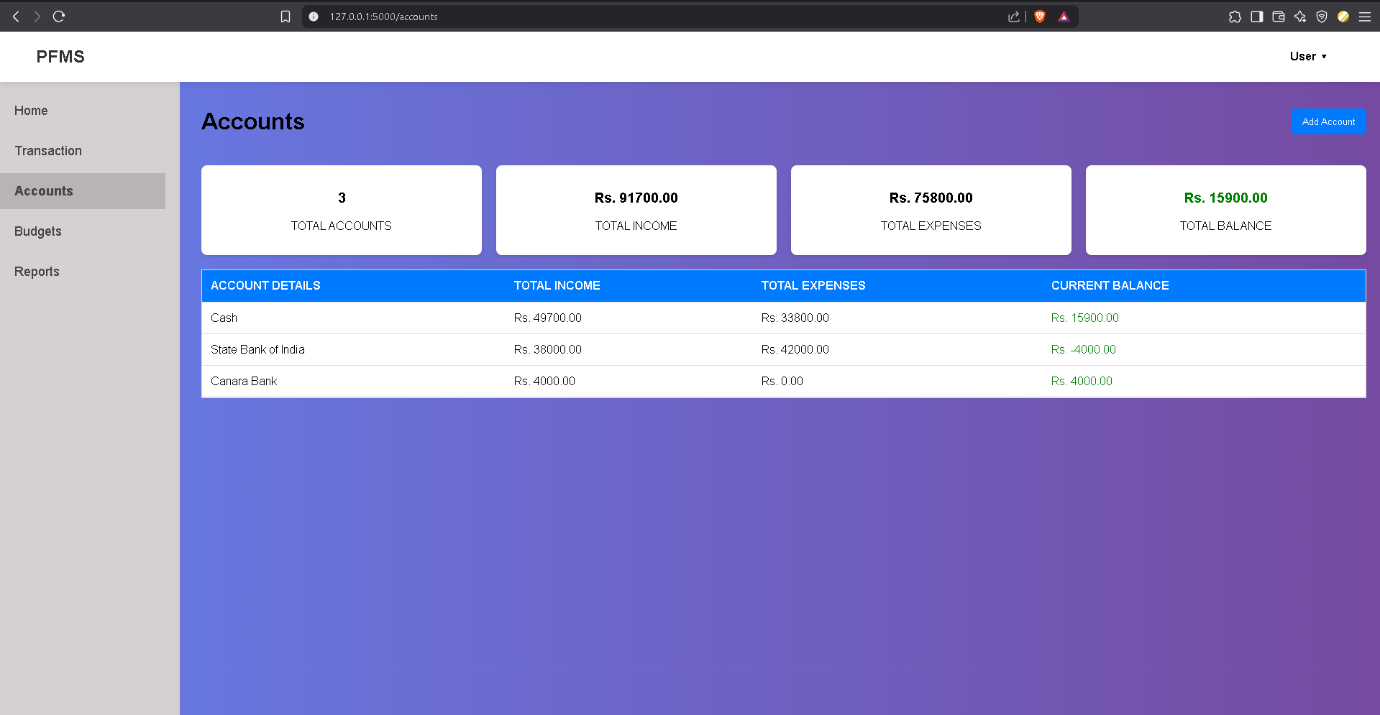 127.0.0.1:5000/accounts
PFMS
User ▾
Home
Transaction
Accounts
Budgets
Reports
Accounts
Add Account
3
TOTAL ACCOUNTS
Rs. 91700.00
TOTAL INCOME
Rs. 75800.00
TOTAL EXPENSES
Rs. 15900.00
TOTAL BALANCE
ACCOUNT DETAILS TOTAL INCOME TOTAL EXPENSES CURRENT BALANCE
Cash Rs. 49700.00 Rs. 33800.00 Rs. 15900.00
State Bank of India Rs. 38000.00 Rs. 42000.00 Rs. -4000.00
Canara Bank Rs. 4000.00 Rs. 0.00 Rs. 4000.00